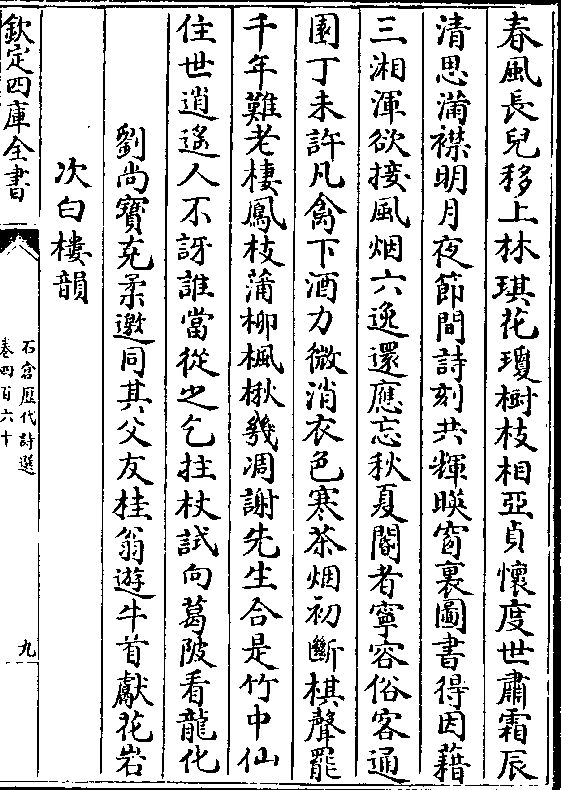 春風長兒移上林琪花瓊樹枝相亞貞懷度世肅霜辰
清思滿襟明月夜節間詩刻共輝暎窗裏圖書得因藉
三湘渾欲接風烟六逸還應忘秋夏閽者寧容俗客通
園丁未許凡禽下酒力微消衣色寒茶烟初斷棋聲罷
千年難老棲鳳枝蒲柳楓楸幾凋謝先生合是竹中仙
住世逍遙人不訝誰當從之乞拄杖試向葛陂看龍化
劉尚賓充柔邀同其父友桂翁遊牛首獻花岩
次白樓韻
欽定四庫全書
石倉歷代詩選
卷四百六十
九